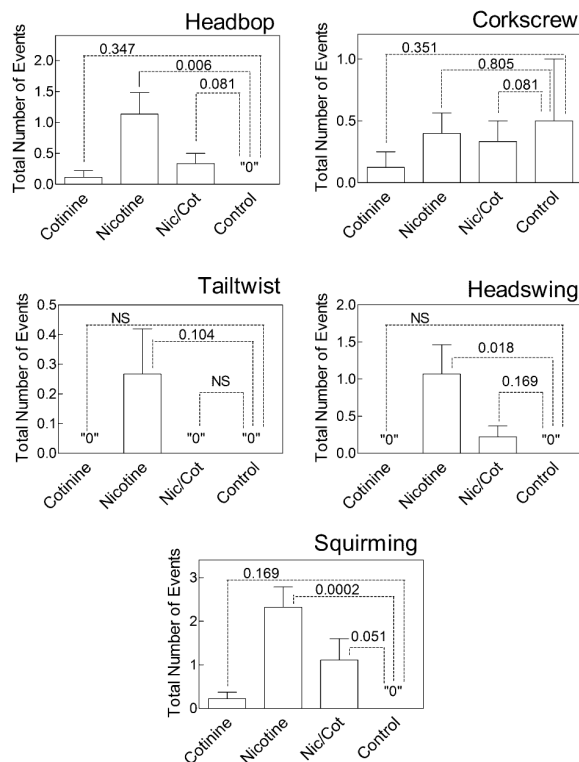 Headbop
Total Number of Events
2.0
1.5
1.0
0.5
0.0
0.347
0.006
0.081
"0"
Cotinine
Nicotine
Nic/Cot
Control
Corkscrew
Total Number of Events
1.0
0.5
0.0
0.351
0.805
0.081
Cotinine
Nicotine
Nic/Cot
Control
Tailtwist
Total Number of Events
0.5
0.4
0.3
0.2
0.1
0.0
NS
0.104
NS
"0"
"0"
"0"
Cotinine
Nicotine
Nic/Cot
Control
Headswing
Total Number of Events
2.0
1.5
1.0
0.5
0.0
NS
0.018
0.169
"0"
"0"
Cotinine
Nicotine
Nic/Cot
Control
Squirming
Total Number of Events
3
2
1
0
0.169
0.0002
0.051
"0"
Cotinine
Nicotine
Nic/Cot
Control